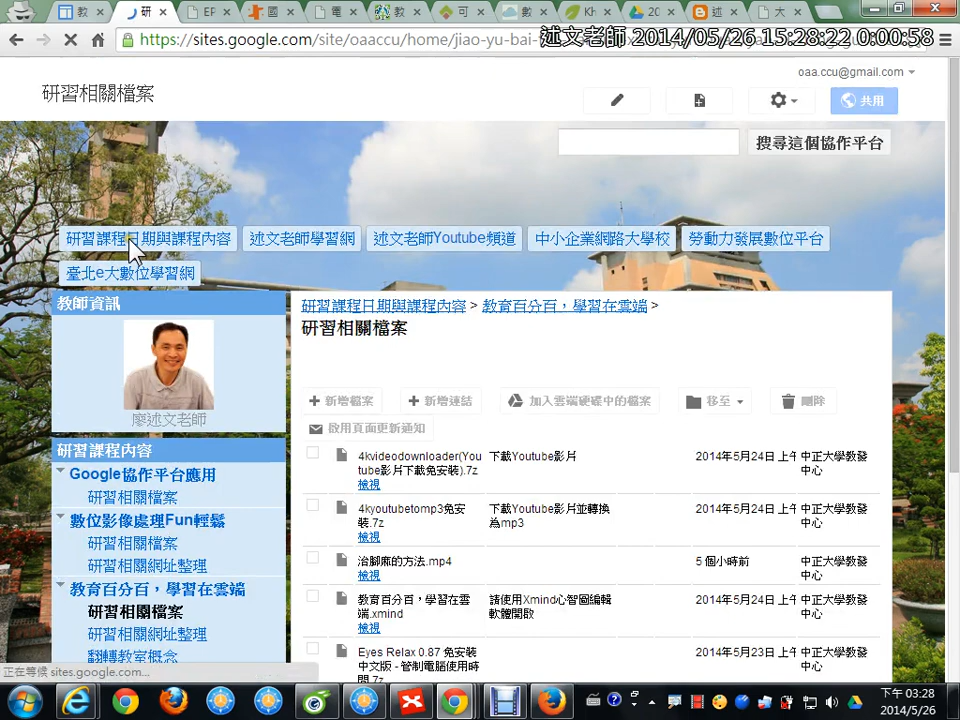 教
研
EP
國
電
教
可
數
Kh
20
述
大
https://sites.google.com/site/oaaccu/home/jiao-yu-bai-
述文老師 2014/05/26 15:28:22 0:00:58
oaa.ccu@gmail.com
研習相關檔案
共用
搜尋這個協作平台
研習課程日期與課程內容 述文老師學習網 述文老師Youtube頻道 中小企業網路大學校 勞動力發展數位平台
臺北e大數位學習網
教師資訊
廖述文老師
研習課程內容
Google協作平台應用
研習相關檔案
數位影像處理Fun輕鬆
研習相關檔案
研習相關網址整理
教育百分百，學習在雲端
研習相關檔案
研習相關網址整理
翻轉教室概念
研習課程日期與課程內容 > 教育百分百，學習在雲端 >
研習相關檔案
新增檔案 新增連結 加入雲端硬碟中的檔案 移至 刪除
啟用頁面更新通知
4kvideodownloader(You 下載Youtube影片 2014年5月24日 上午 中正大學教發
tube影片下載免安裝).7z 中心
檢視
4kyoutubetomp3免安 下載Youtube影片並轉換 2014年5月24日 上午 中正大學教發
裝.7z 為mp3 中心
檢視
治腳麻的方法.mp4 5 個小時前 中正大學教發
檢視 中心
教育百分百，學習在雲 請使用Xmind心智圖編輯 2014年5月24日 上午 中正大學教發
端.xmind 軟體開啟 中心
檢視
Eyes Relax 0.87 免安裝 2014年5月23日 上午 中正大學教發
中文版 - 管制電腦使用時 中心
間.7z
正在等候 sites.google.com...
下午 03:28
2014/5/26